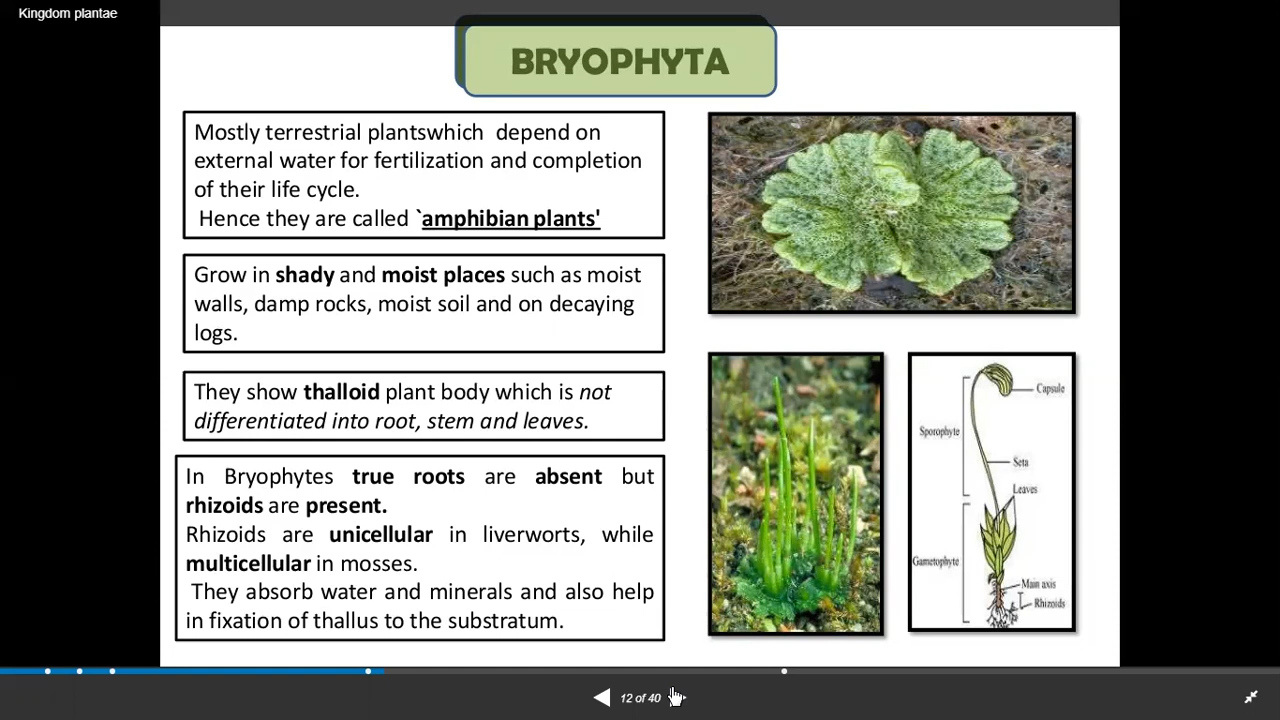 Kingdom plantae
BRYOPHYTA
Mostly terrestrial plantswhich depend on
external water for fertilization and completion
of their life cycle.
Hence they are called `amphibian plants'
Grow in shady and moist places such as moist
walls, damp rocks, moist soil and on decaying
logs.
They show thalloid plant body which is not
differentiated into root, stem and leaves.
In Bryophytes true roots are absent but
rhizoids are present.
Rhizoids are unicellular in liverworts, while
multicellular in mosses.
They absorb water and minerals and also help
in fixation of thallus to the substratum.
Capsule
Sporophyte
Seta
Leaves
Gametophyte
Main axis
Rhizoids
12 of 40